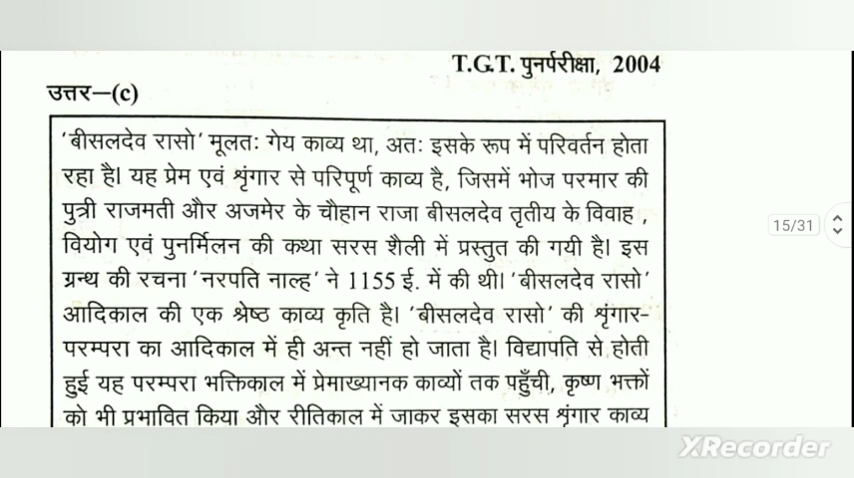 T.G.T. पुनर्परीक्षा, 2004
उत्तर–(c)
'बीसलदेव रासो' मूलतः गेय काव्य था, अतः इसके रूप में परिवर्तन होता
रहा है। यह प्रेम एवं शृंगार से परिपूर्ण काव्य है, जिसमें भोज परमार की
पुत्री राजमती और अजमेर के चौहान राजा बीसलदेव तृतीय के विवाह ,
वियोग एवं पुनर्मिलन की कथा सरस शैली में प्रस्तुत की गयी है। इस
ग्रन्थ की रचना 'नरपति नाल्ह' ने 1155 ई. में की थी। 'बीसलदेव रासो'
आदिकाल की एक श्रेष्ठ काव्य कृति है। 'बीसलदेव रासो' की शृंगार-
परम्परा का आदिकाल में ही अन्त नहीं हो जाता है। विद्यापति से होती
हुई यह परम्परा भक्तिकाल में प्रेमाख्यानक काव्यों तक पहुँची, कृष्ण भक्तों
को भी प्रभावित किया और रीतिकाल में जाकर इसका सरस शृंगार काव्य
15/31
XRecorder